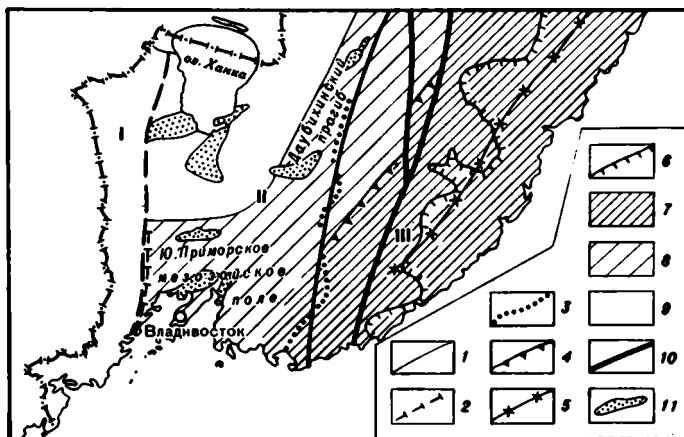 оз. Ханка
I
Даубихинский
прогиб
II
III
Ю. Приморское
мезозойское
поле
Владивосток
1
2
3
4
5
6
7
8
9
10
11